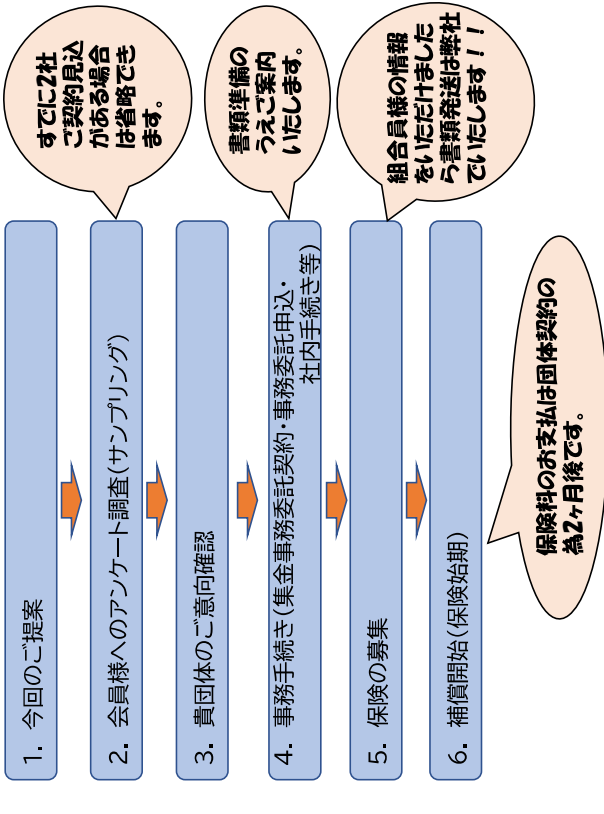 1. 今回のご提案
2. 会員様へのアンケート調査(サンプリング)
すでに2社
ご契約見込
がある場合
は省略でき
ます。
3. 貴団体のご意向確認
4. 事務手続き(集金事務委託契約・事務委託申込・
社内手続き等)
書類準備の
うえご案内
いたします。
5. 保険の募集
組合員様の情報
をいただけました
ら書類発送は弊社
でいたします!!
6. 補償開始(保険始期)
保険料のお支払は団体契約の
為2ヶ月後です。